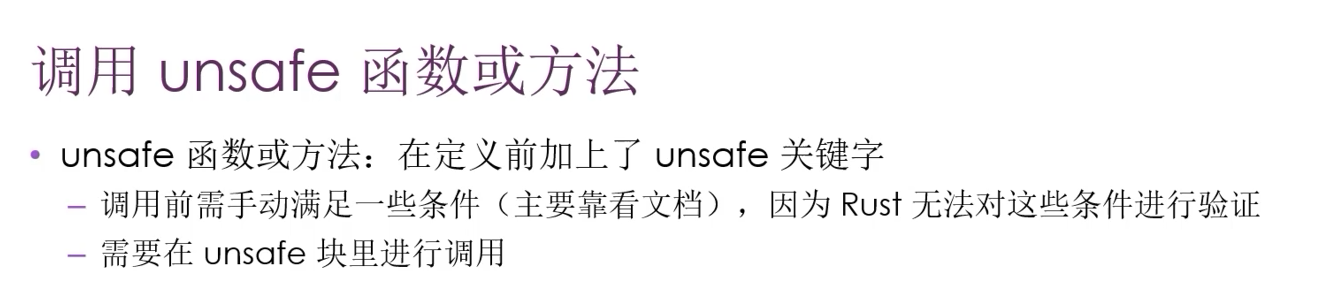 调用 unsafe 函数或方法
• unsafe 函数或方法：在定义前加上了 unsafe 关键字
– 调用前需手动满足一些条件（主要靠看文档），因为 Rust 无法对这些条件进行验证
– 需要在 unsafe 块里进行调用